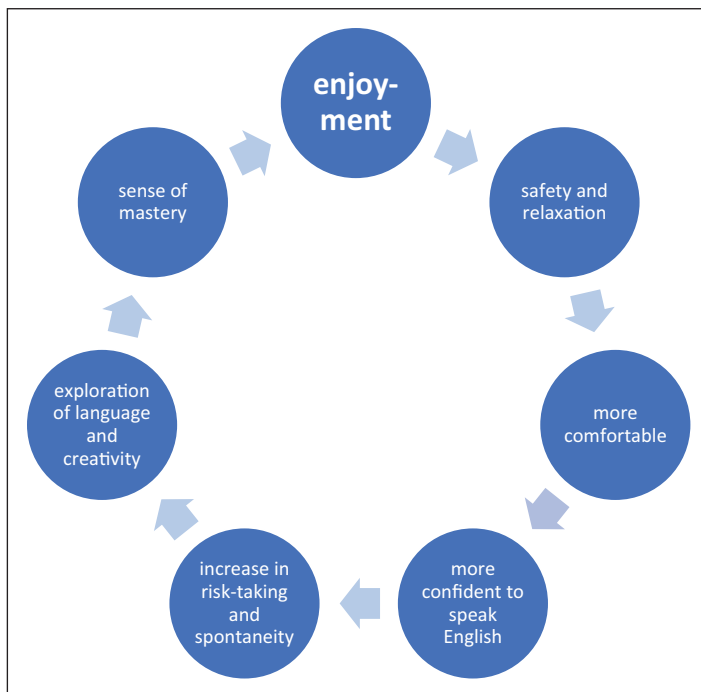 enjoy-
ment
safety and
relaxation
more
comfortable
more
confident to
speak
English
increase in
risk-taking
and
spontaneity
exploration
of language
and
creativity
sense of
mastery